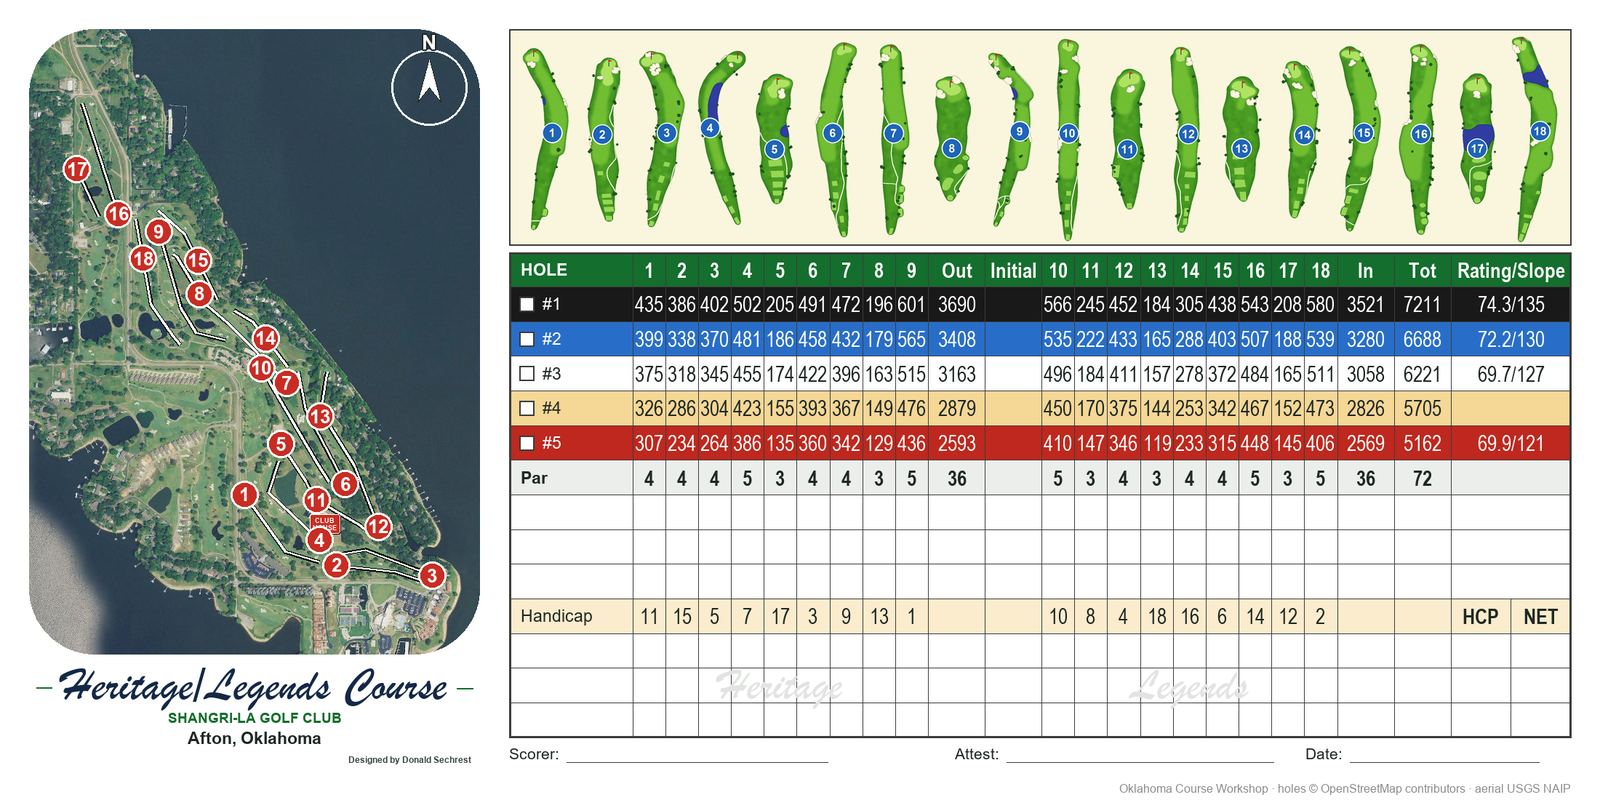 N
17
16
9
18
15
8
14
10
7
13
5
6
1
11
CLUB
12
4
2
3
Heritage/Legends Course
SHANGRI-LA GOLF CLUB
Afton, Oklahoma
Designed by Donald Sechrest
1 2 3 4 5 6 7 8 9 10 11 12 13 14 15 16 17 18
HOLE 1 2 3 4 5 6 7 8 9 Out Initial 10 11 12 13 14 15 16 17 18 In Tot Rating/Slope
#1 435 386 402 502 205 491 472 196 601 3690 566 245 452 184 305 438 543 208 580 3521 7211 74.3/135
#2 399 338 370 481 186 458 432 179 565 3408 535 222 433 165 288 403 507 188 539 3280 6688 72.2/130
#3 375 318 345 455 174 422 396 163 515 3163 496 184 411 157 278 372 484 165 511 3058 6221 69.7/127
#4 326 286 304 423 155 393 367 149 476 2879 450 170 375 144 253 342 467 152 473 2826 5705
#5 307 234 264 386 135 360 342 129 436 2593 410 147 346 119 233 315 448 145 406 2569 5162 69.9/121
Par 4 4 4 5 3 4 4 3 5 36 5 3 4 3 4 4 5 3 5 36 72
Handicap 11 15 5 7 17 3 9 13 1 10 8 4 18 16 6 14 12 2 HCP NET
Heritage Legends
Scorer: Attest: Date:
Oklahoma Course Workshop · holes © OpenStreetMap contributors · aerial USGS NAIP